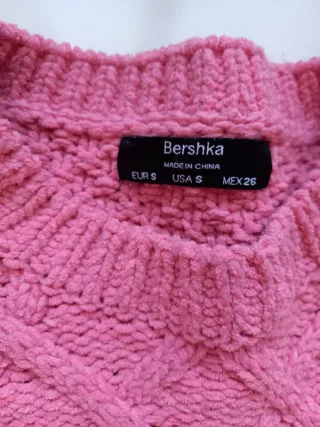 Bershka
MADE IN CHINA
EUR S USA S MEX 26